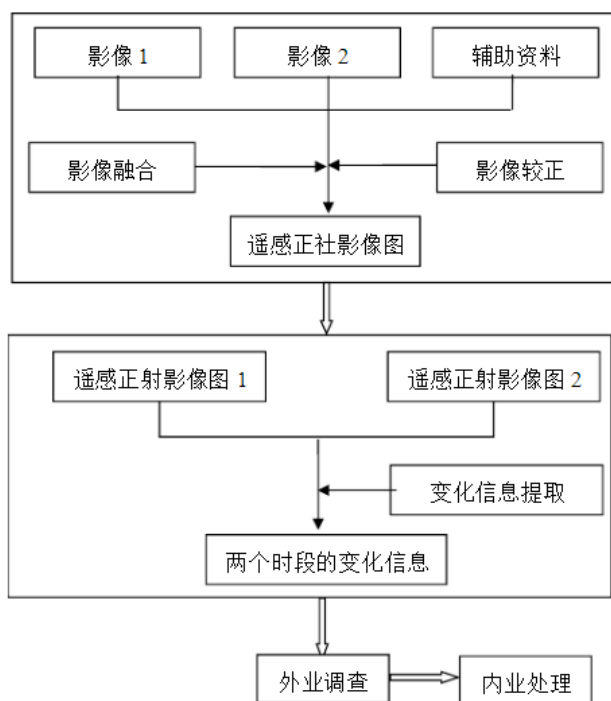 影像 1
影像 2
辅助资料
影像融合
影像较正
遥感正社影像图
遥感正射影像图 1
遥感正射影像图 2
变化信息提取
两个时段的变化信息
外业调查
内业处理